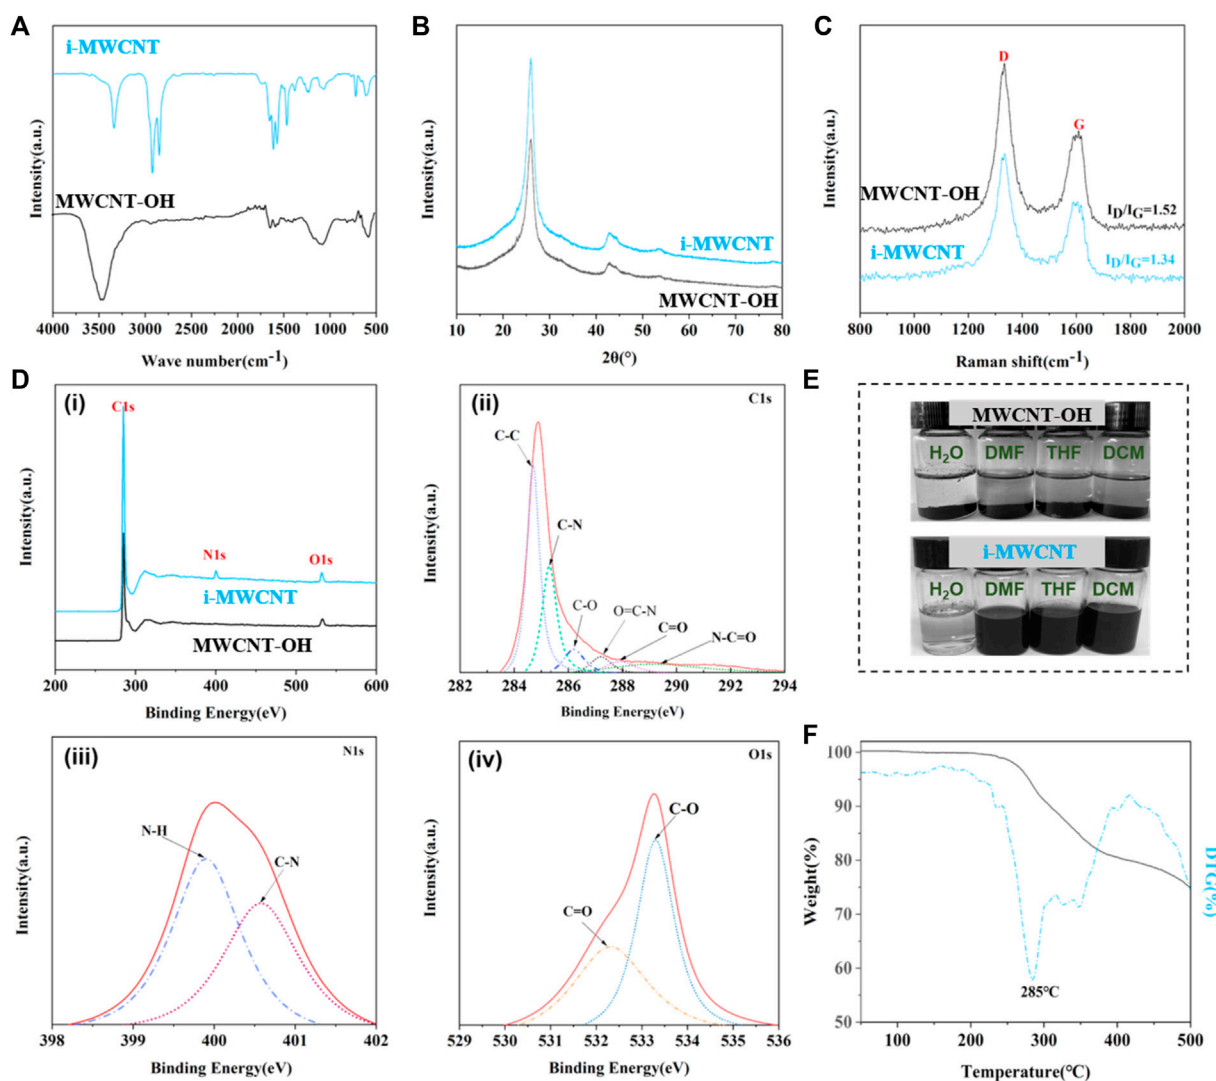 A
i-MWCNT
MWCNT-OH
Intensity(a.u.)
4000 3500 3000 2500 2000 1500 1000 500
Wave number(cm-1)
B
i-MWCNT
MWCNT-OH
Intensity(a.u.)
10 20 30 40 50 60 70 80
2θ(°)
C
D
G
MWCNT-OH
ID/IG=1.52
i-MWCNT
ID/IG=1.34
Intensity(a.u.)
800 1000 1200 1400 1600 1800 2000
Raman shift(cm-1)
D
(i)
C1s
N1s
O1s
i-MWCNT
MWCNT-OH
Intensity(a.u.)
200 250 300 350 400 450 500 550 600
Binding Energy(eV)
(ii)
C1s
C-C
C-N
C-O
O=C-N
C=O
N-C=O
Intensity(a.u.)
282 284 286 288 290 292 294
Binding Energy(eV)
E
MWCNT-OH
H2O DMF THF DCM
i-MWCNT
H2O DMF THF DCM
(iii)
N1s
N-H
C-N
Intensity(a.u.)
398 399 400 401 402
Binding Energy(eV)
(iv)
O1s
C-O
C=O
Intensity(a.u.)
529 530 531 532 533 534 535 536
Binding Energy(eV)
F
100
90
80
70
60
50
Weight(%)
DTG(%)
285℃
100 200 300 400 500
Temperature(℃)